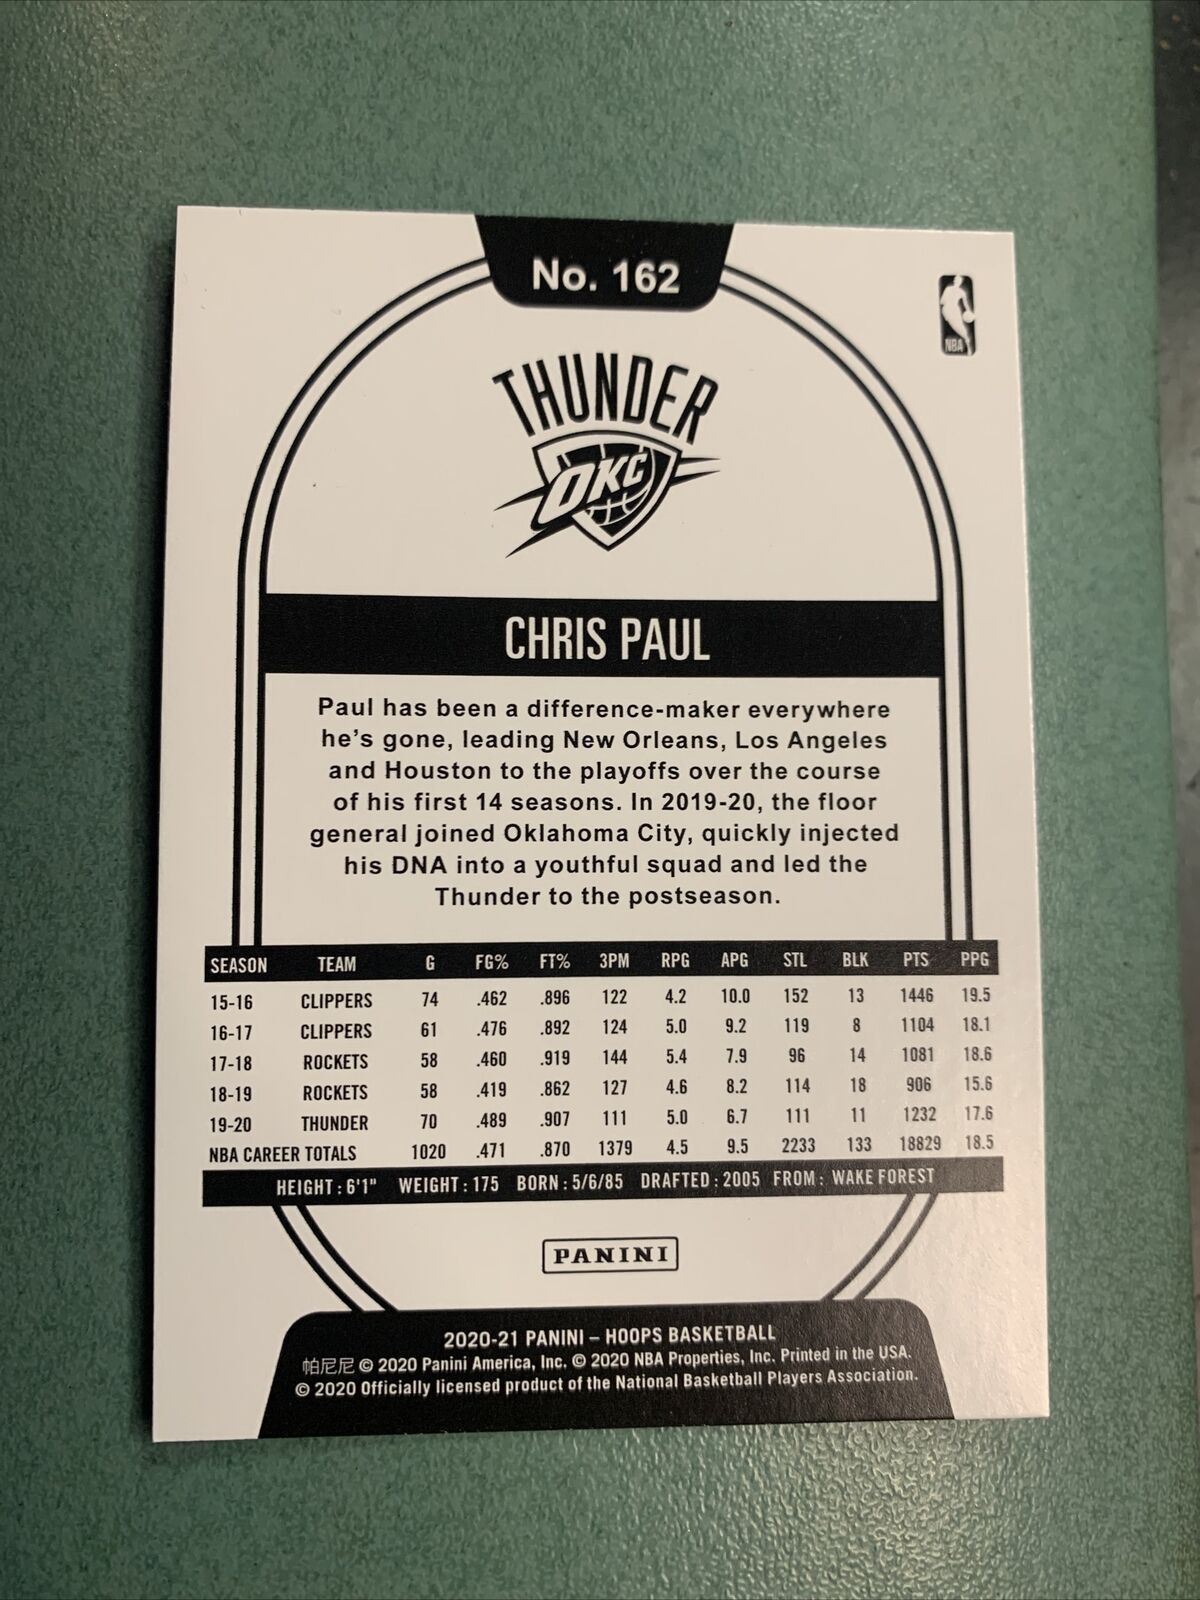 No. 162
NBA
THUNDER
OKC
CHRIS PAUL
Paul has been a difference-maker everywhere
he's gone, leading New Orleans, Los Angeles
and Houston to the playoffs over the course
of his first 14 seasons. In 2019-20, the floor
general joined Oklahoma City, quickly injected
his DNA into a youthful squad and led the
Thunder to the postseason.
SEASON TEAM G FG% FT% 3PM RPG APG STL BLK PTS PPG
15-16 CLIPPERS 74 .462 .896 122 4.2 10.0 152 13 1446 19.5
16-17 CLIPPERS 61 .476 .892 124 5.0 9.2 119 8 1104 18.1
17-18 ROCKETS 58 .460 .919 144 5.4 7.9 96 14 1081 18.6
18-19 ROCKETS 58 .419 .862 127 4.6 8.2 114 18 906 15.6
19-20 THUNDER 70 .489 .907 111 5.0 6.7 111 11 1232 17.6
NBA CAREER TOTALS 1020 .471 .870 1379 4.5 9.5 2233 133 18829 18.5
HEIGHT: 6'1" WEIGHT: 175 BORN: 5/6/85 DRAFTED: 2005 FROM: WAKE FOREST
PANINI
2020-21 PANINI – HOOPS BASKETBALL
帕尼尼 © 2020 Panini America, Inc. © 2020 NBA Properties, Inc. Printed in the USA.
© 2020 Officially licensed product of the National Basketball Players Association.